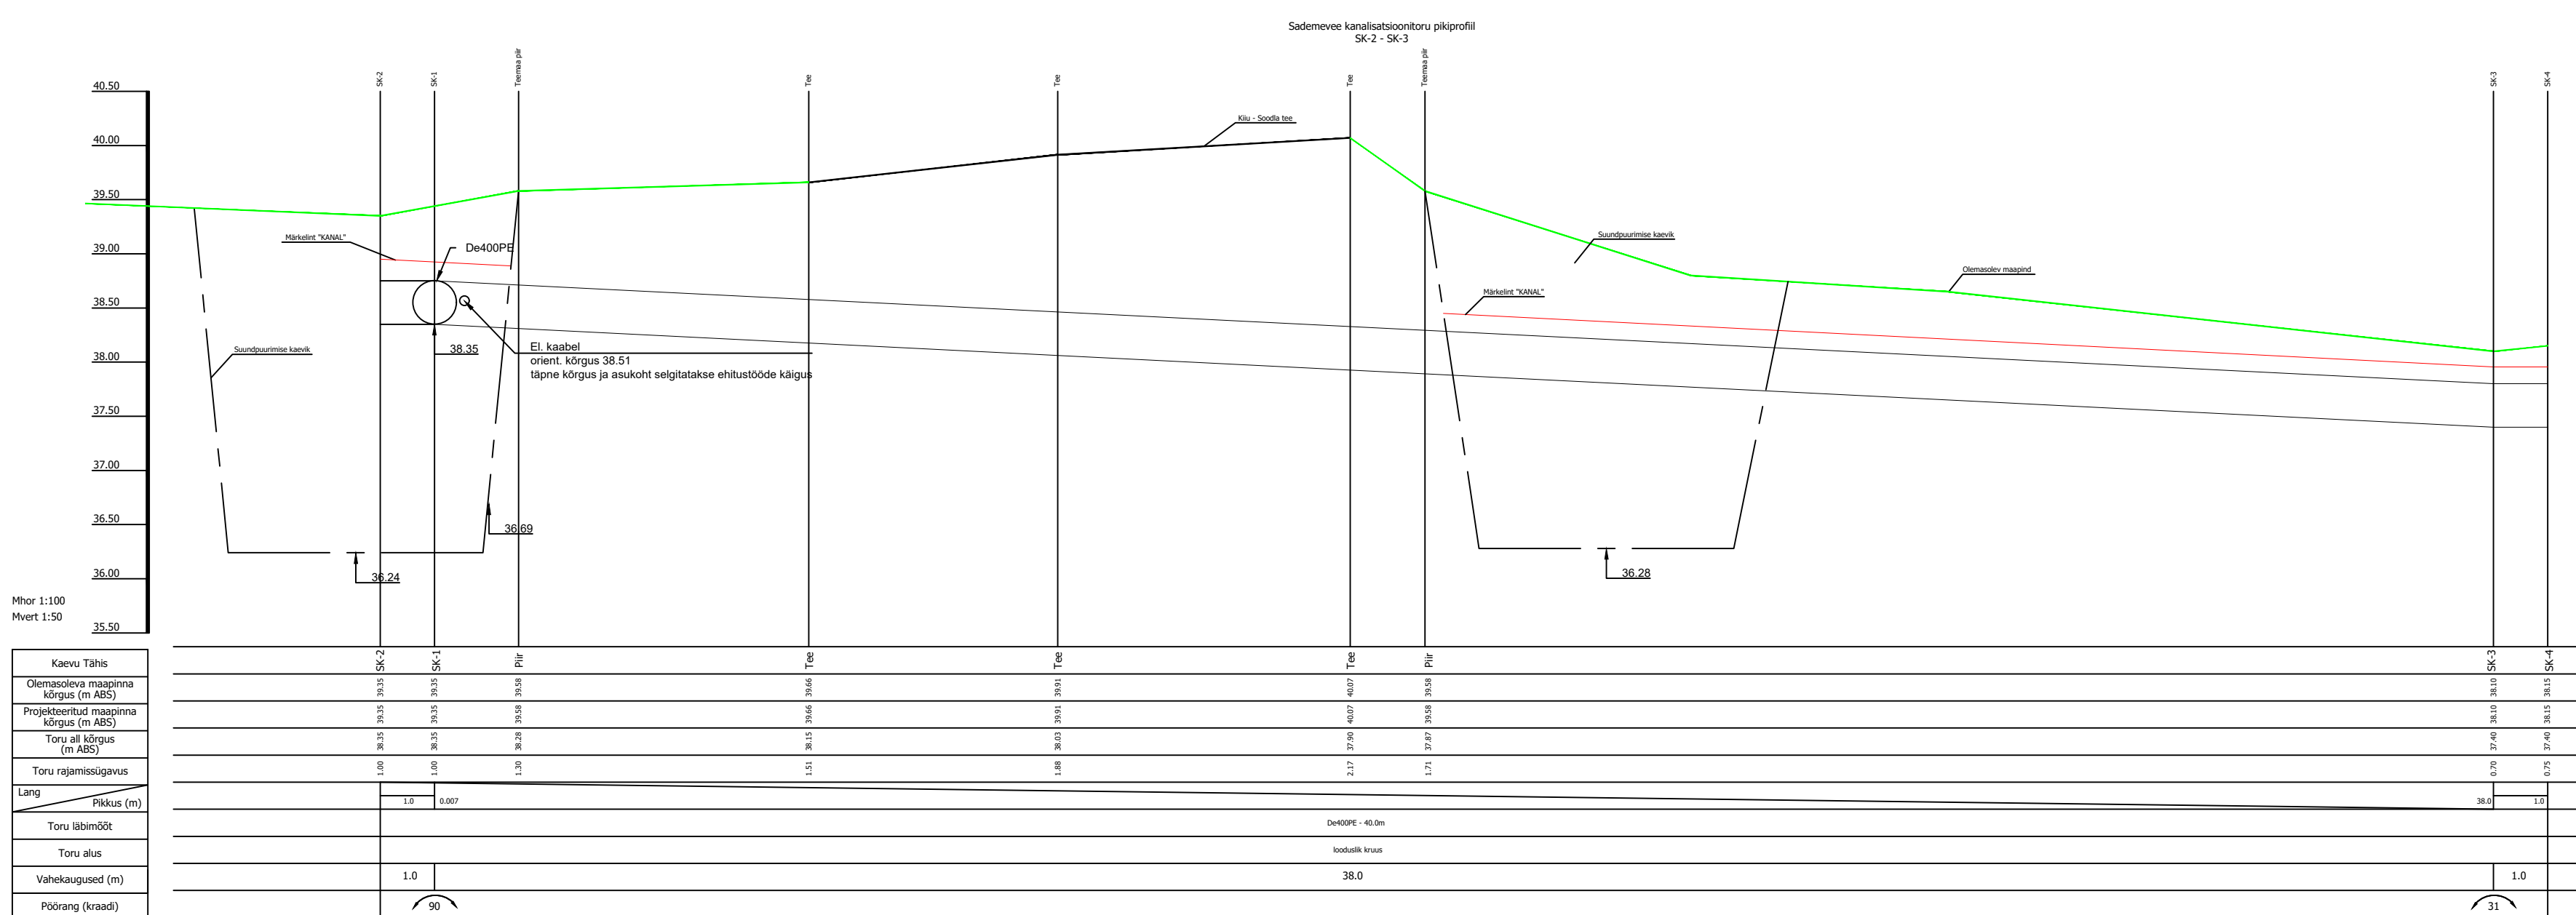 Sademevee kanalisatsioonitoru pikiprofiil
SK-2 - SK-3
SK-2
SK-1
Teemaa piir
Tee
Tee
Tee
Teemaa piir
SK-3
SK-4
40.50
40.00
39.50
39.00
38.50
38.00
37.50
37.00
36.50
36.00
35.50
Mhor 1:100
Mvert 1:50
Kiiu - Soodla tee
Märkelint "KANAL"
De400PE
Suundpuurimise kaevik
38.35
El. kaabel
orient. kõrgus 38.51
täpne kõrgus ja asukoht selgitatakse ehitustööde käigus
36.69
36.24
Suundpuurimise kaevik
Märkelint "KANAL"
Olemasolev maapind
36.28
Kaevu Tähis
SK-2
SK-1
Piir
Tee
Tee
Tee
Piir
SK-3
SK-4
Olemasoleva maapinna
kõrgus (m ABS)
39.35
39.35
39.58
39.66
39.91
40.07
39.58
38.10
38.15
Projekteeritud maapinna
kõrgus (m ABS)
39.35
39.35
39.58
39.66
39.91
40.07
39.58
38.10
38.15
Toru all kõrgus
(m ABS)
38.35
38.35
38.28
38.15
38.03
37.90
37.87
37.40
37.40
Toru rajamissügavus
1.00
1.00
1.30
1.51
1.88
2.17
1.71
0.70
0.75
Lang
Pikkus (m)
1.0
0.007
38.0
1.0
Toru läbimõõt
De400PE - 40.0m
Toru alus
looduslik kruus
Vahekaugused (m)
1.0
38.0
1.0
Pöörang (kraadi)
90
31